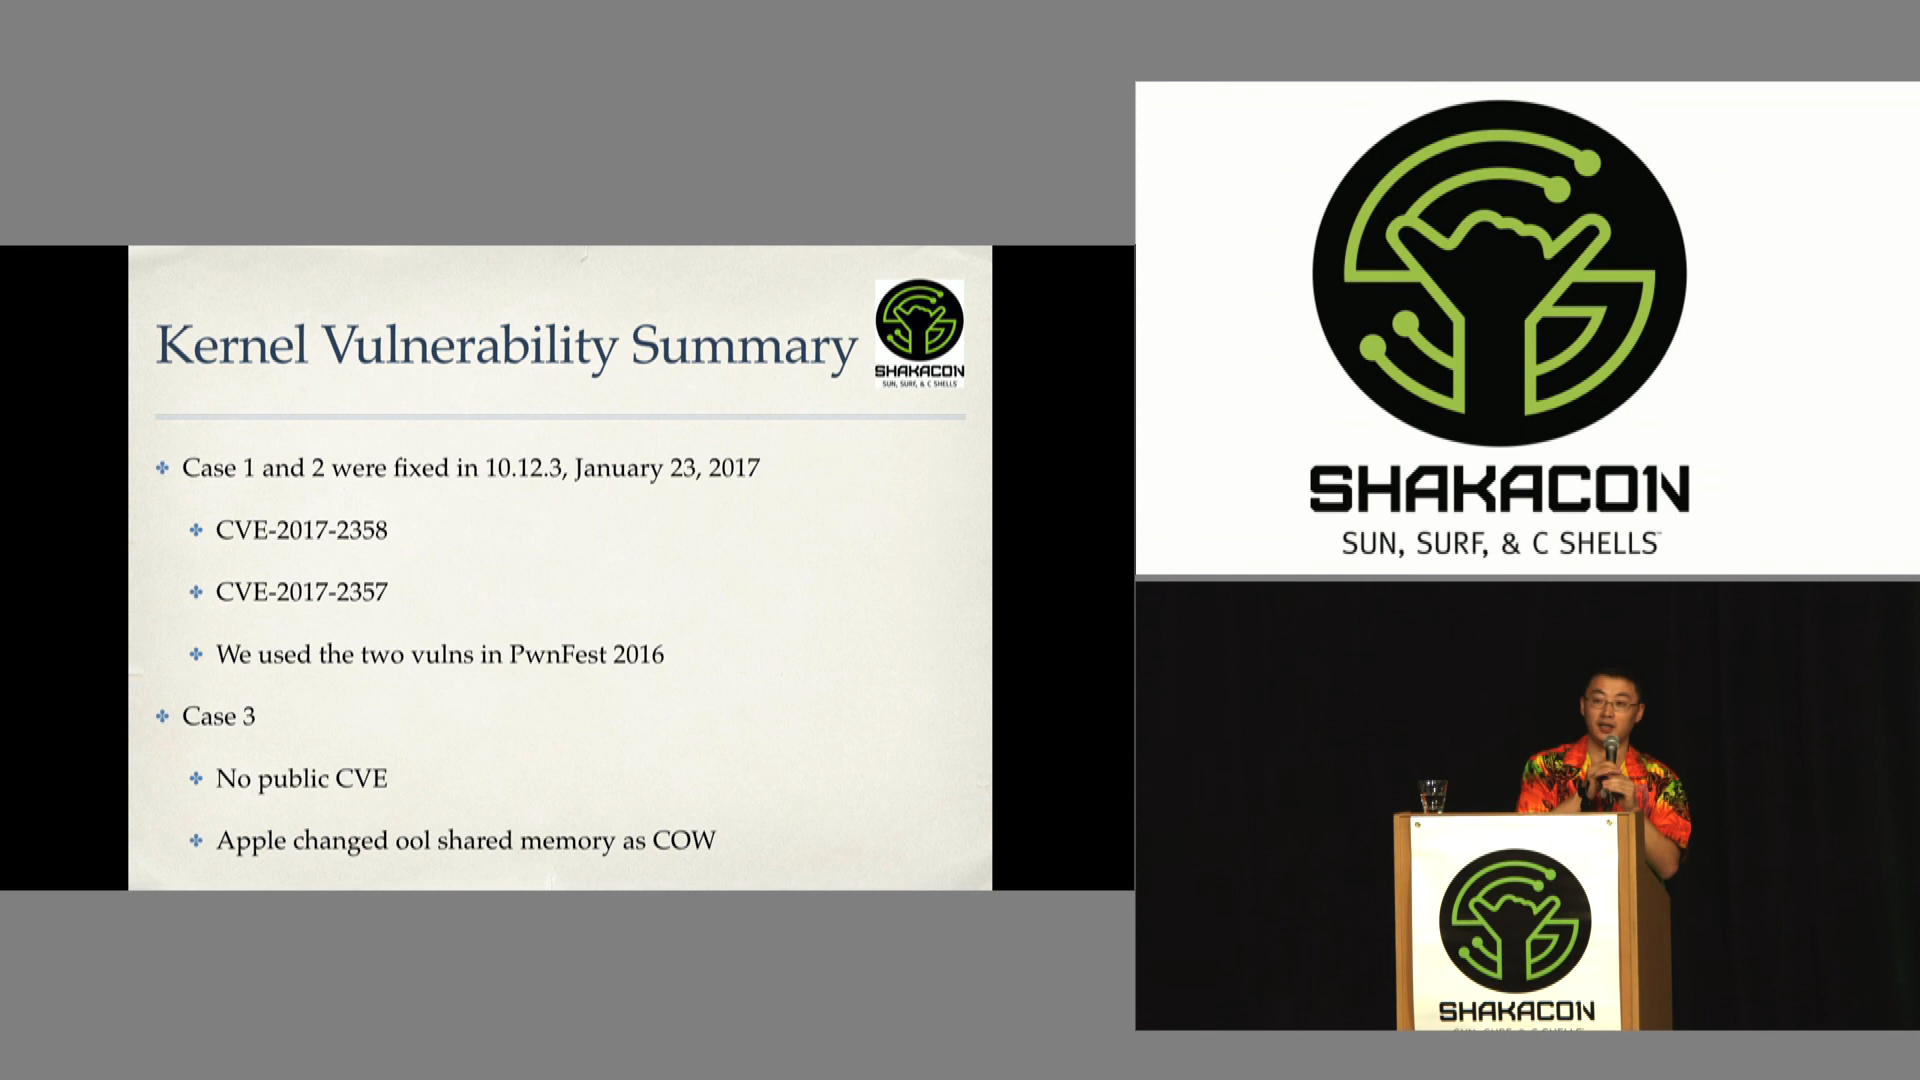 Kernel Vulnerability Summary
SHAKACON
SUN, SURF, & C SHELLS
Case 1 and 2 were fixed in 10.12.3, January 23, 2017
CVE-2017-2358
CVE-2017-2357
We used the two vulns in PwnFest 2016
Case 3
No public CVE
Apple changed ool shared memory as COW
SHAKACON
SUN, SURF, & C SHELLS
SHAKACON